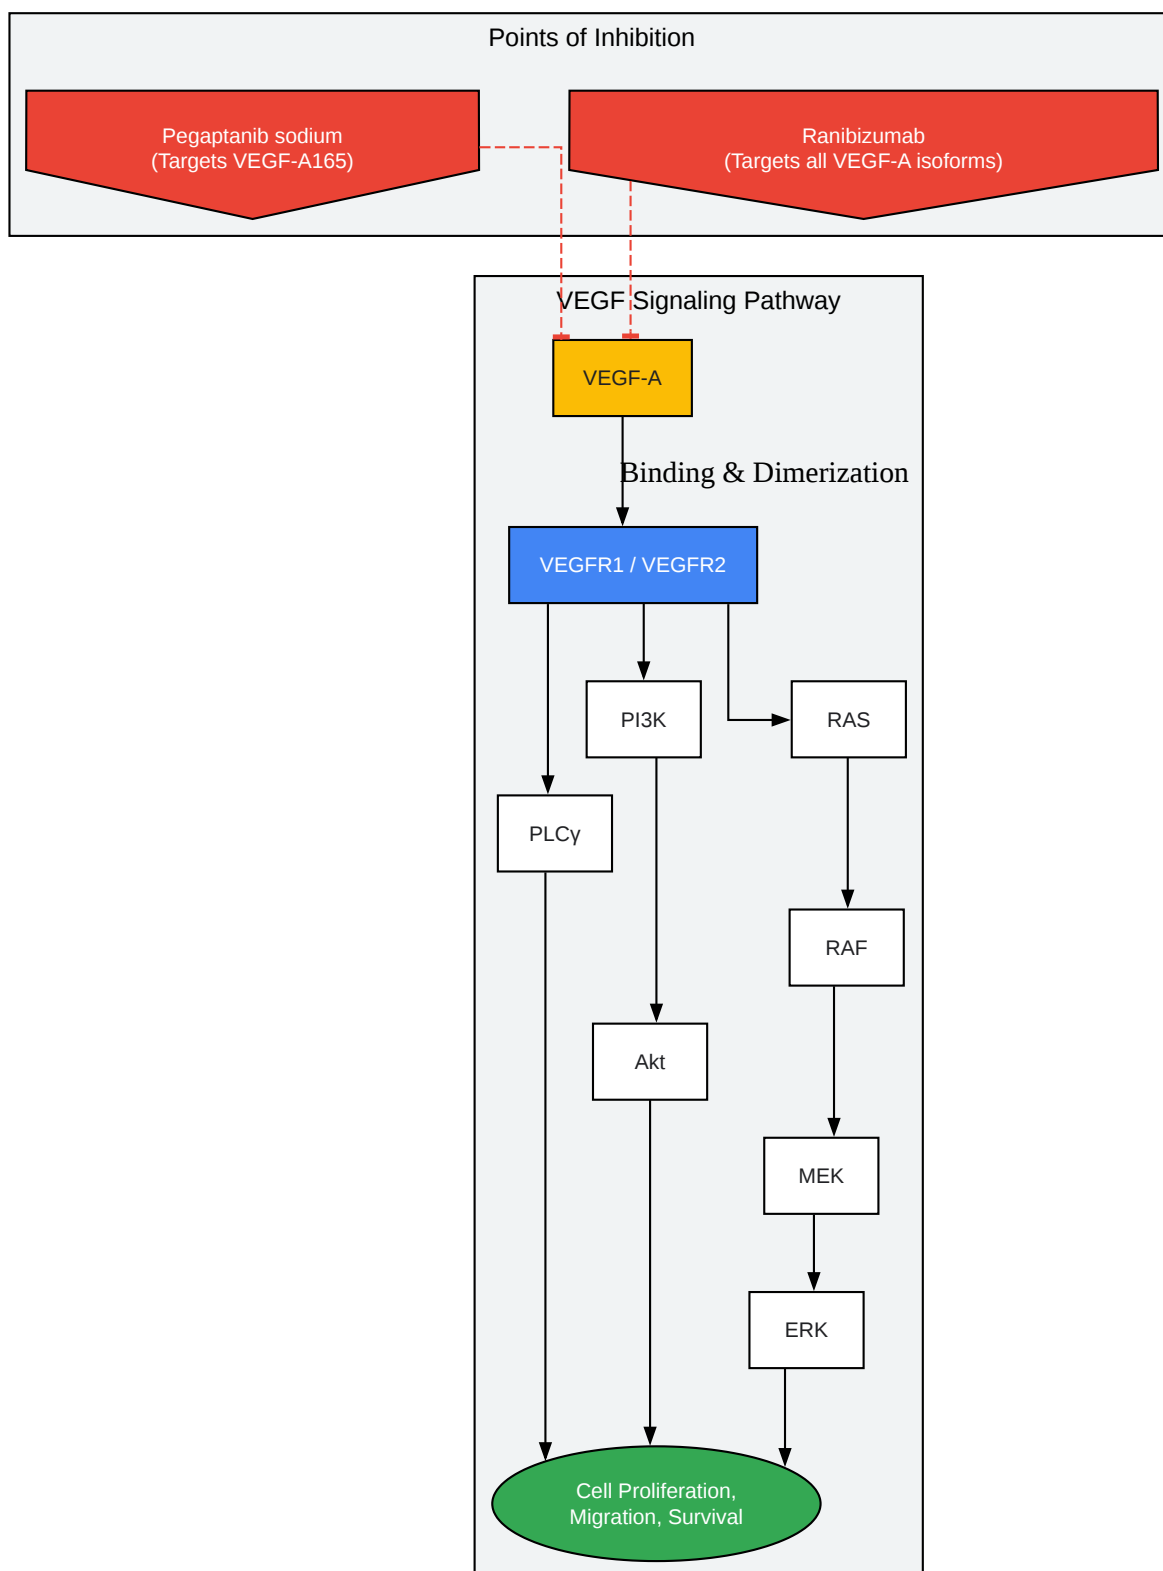 Points of Inhibition
Pegaptanib sodium
(Targets VEGF-A165)
Ranibizumab
(Targets all VEGF-A isoforms)
VEGF Signaling Pathway
VEGF-A
Binding & Dimerization
VEGFR1 / VEGFR2
PI3K
RAS
PLCγ
RAF
Akt
MEK
ERK
Cell Proliferation,
Migration, Survival